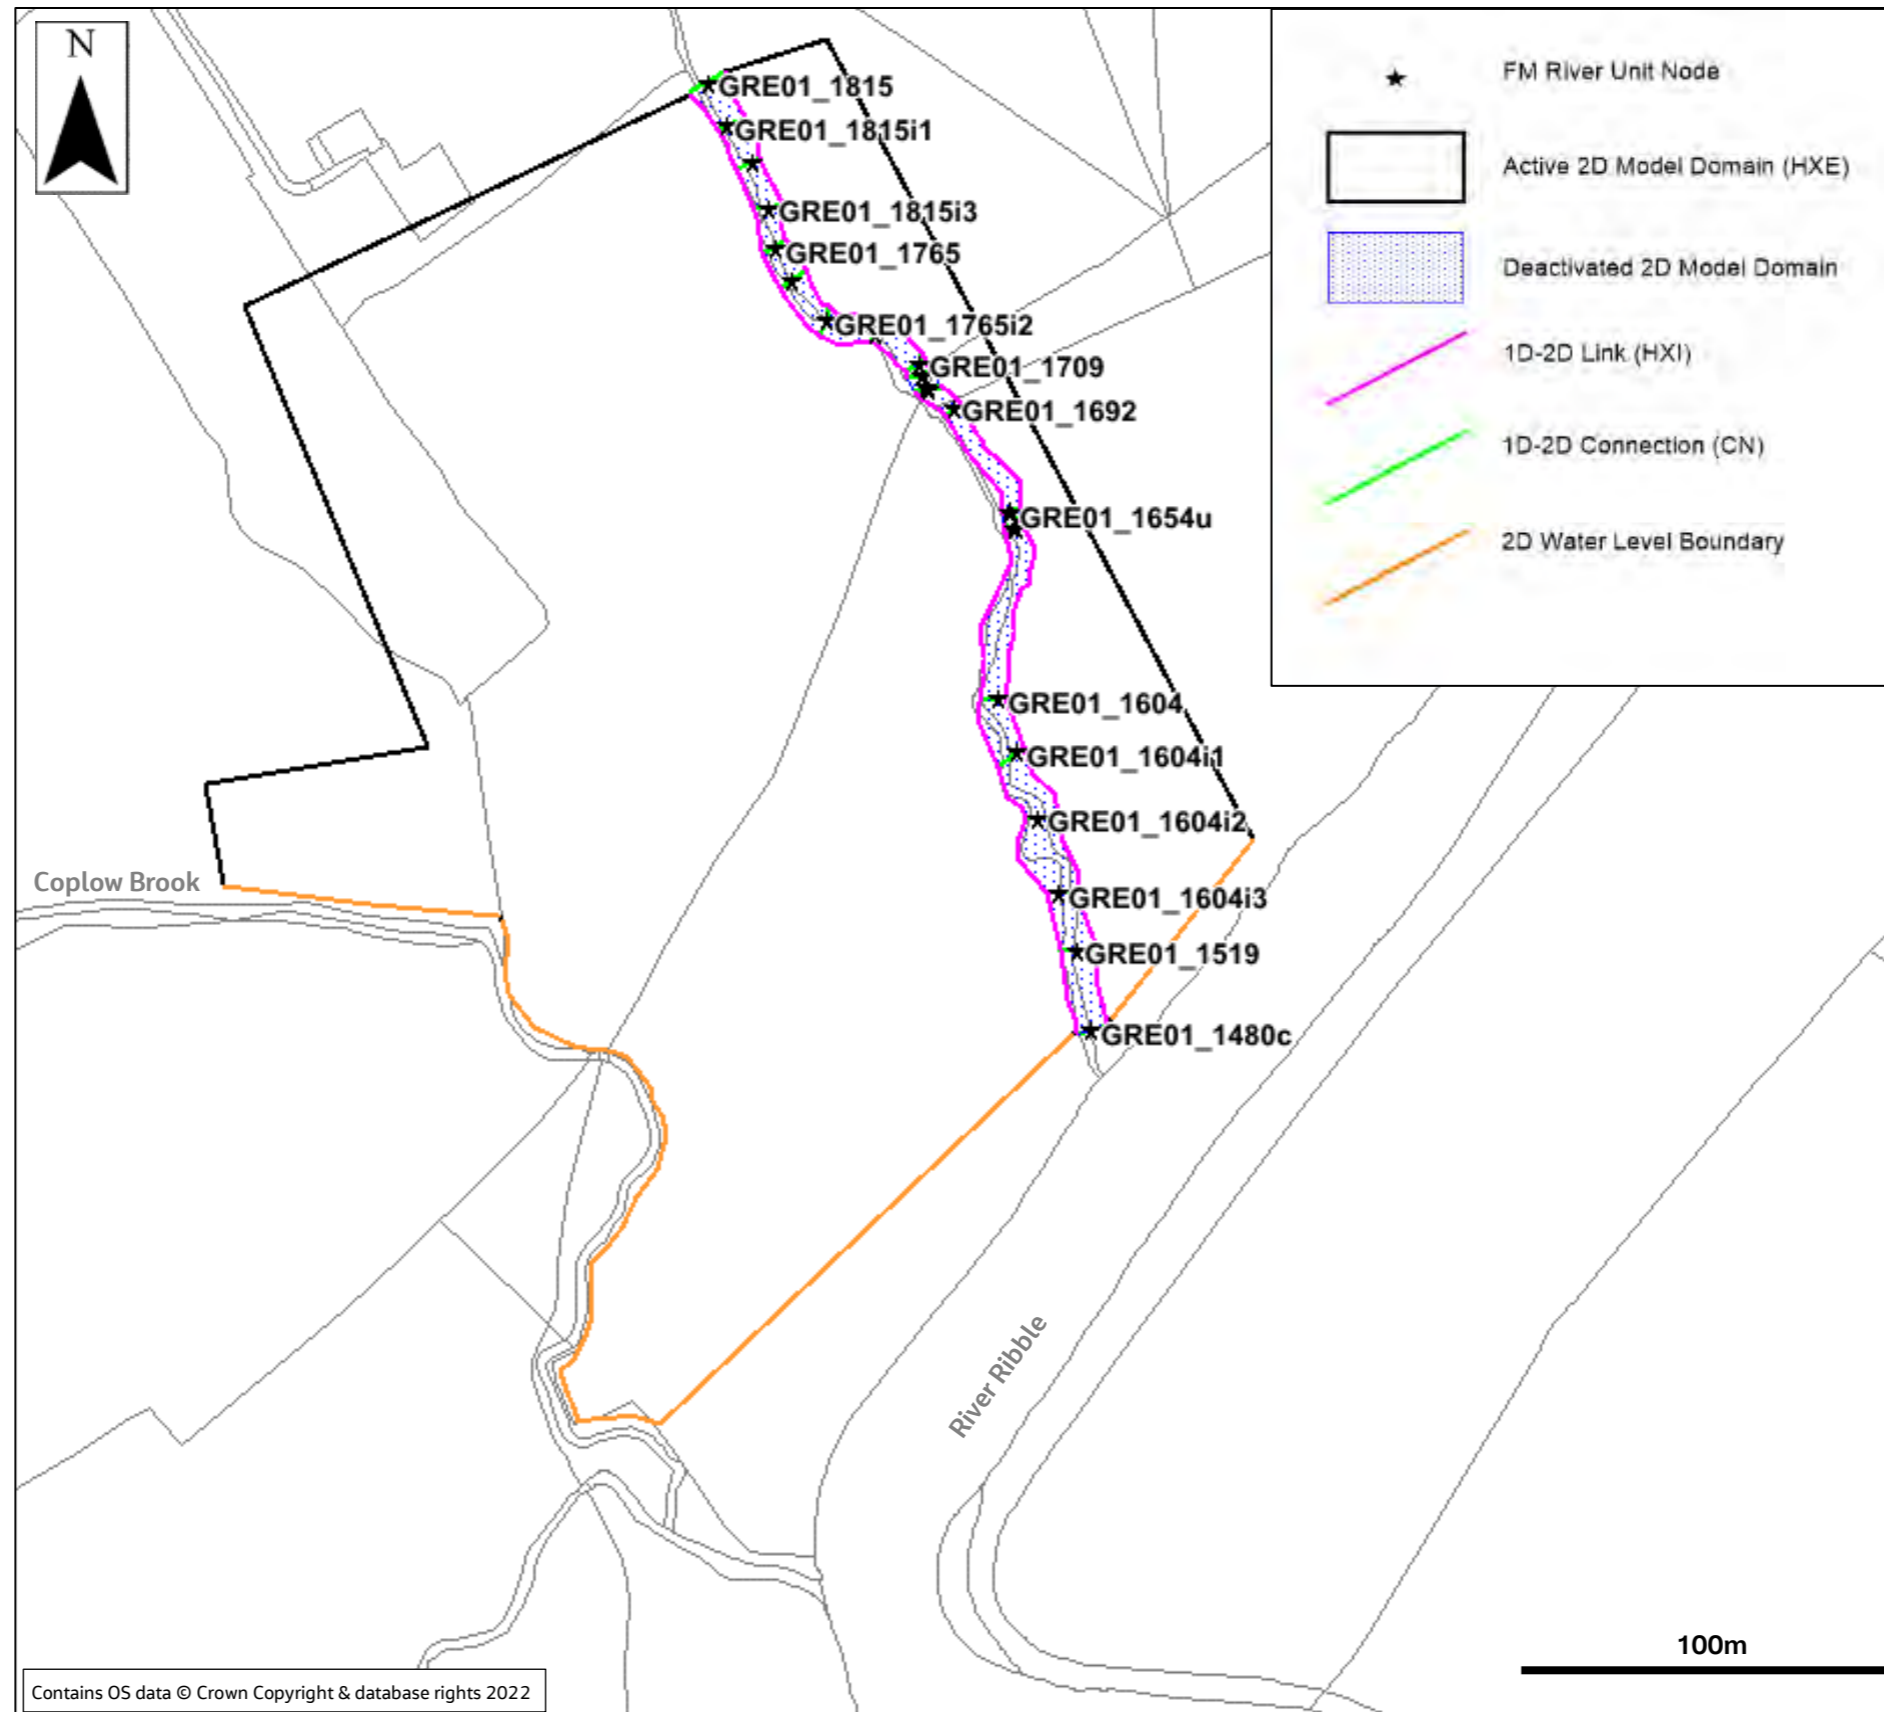 N
FM River Unit Node
Active 2D Model Domain (HXE)
Deactivated 2D Model Domain
1D-2D Link (HXI)
1D-2D Connection (CN)
2D Water Level Boundary
GRE01_1815
GRE01_1815i1
GRE01_1815i3
GRE01_1765
GRE01_1765i2
GRE01_1709
GRE01_1692
GRE01_1654u
GRE01_1604
GRE01_1604i1
GRE01_1604i2
GRE01_1604i3
GRE01_1519
GRE01_1480c
Coplow Brook
River Ribble
100m
Contains OS data © Crown Copyright & database rights 2022